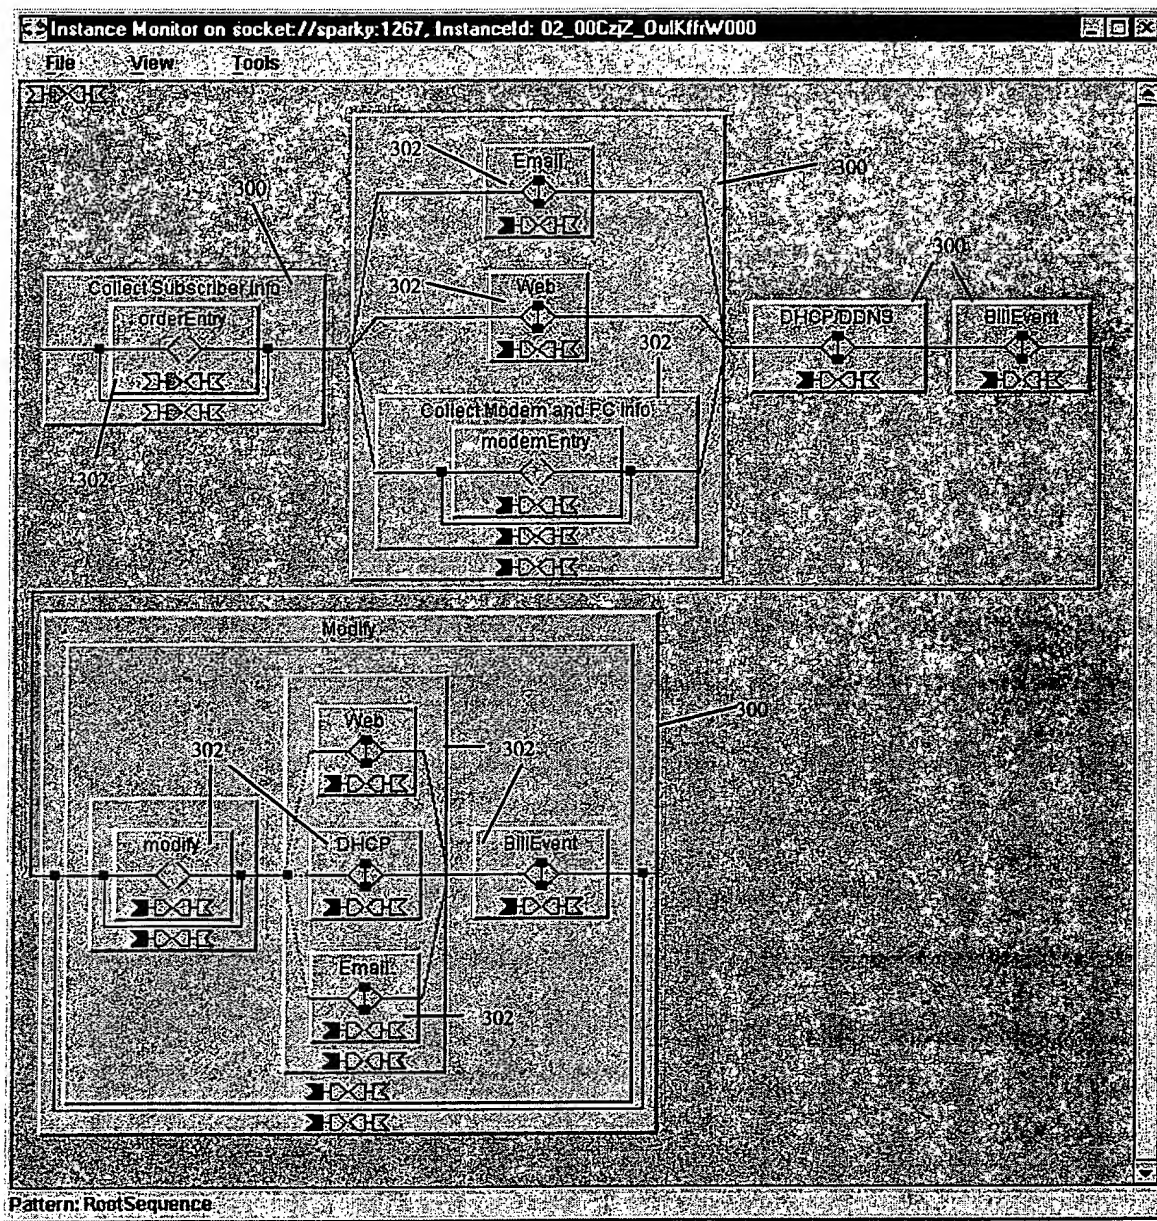 Instance Monitor on socket://sparky:1267, InstanceId:
File View Tools
302
Email
300
300
300
302
Web
Collect Subscriber Info
orderEntry
DHCP/DDNS
BillEvent
302
Collect Modem and PC Info
modemEntry
302
Modify
Web
300
302
302
modify
DHCP
BillEvent
Email
302
Pattern: RootSequence